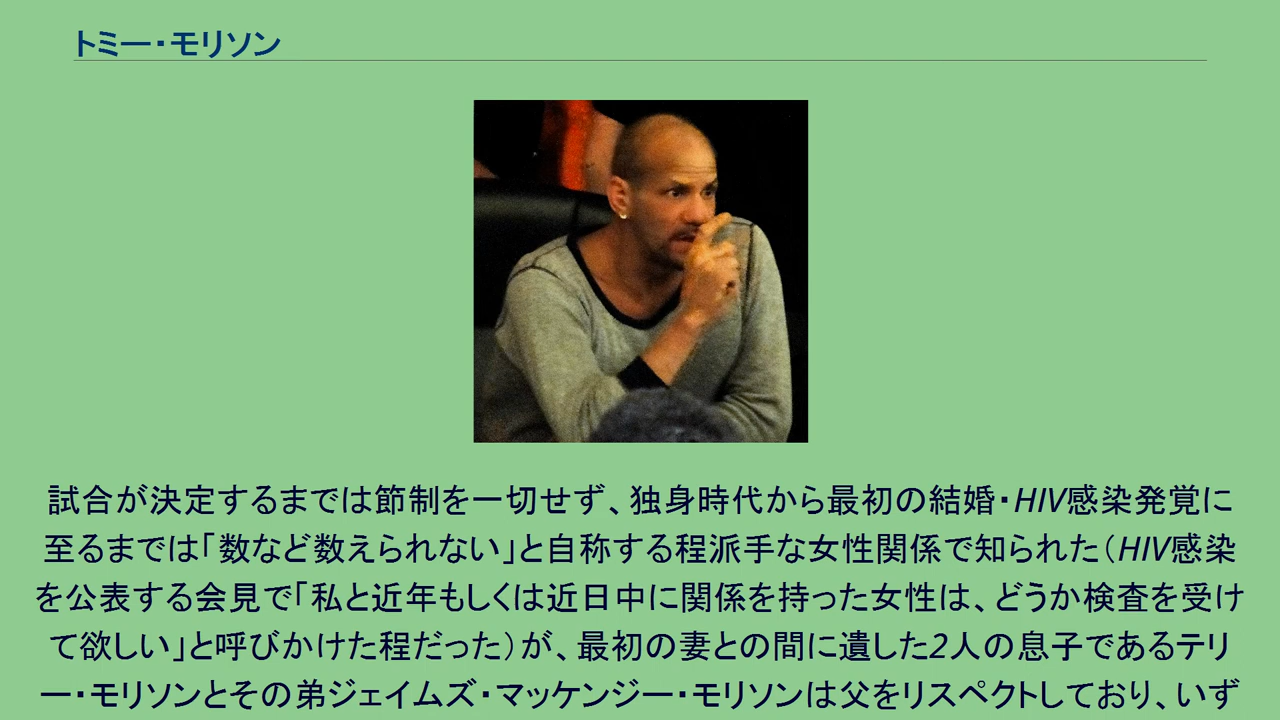 トミー・モリソン
試合が決定するまでは節制を一切せず、独身時代から最初の結婚・HIV感染発覚に
至るまでは「数など数えられない」と自称する程派手な女性関係で知られた（HIV感染
を公表する会見で「私と近年もしくは近日中に関係を持った女性は、どうか検査を受け
て欲しい」と呼びかけた程だった）が、最初の妻との間に遺した2人の息子であるテリ
ー・モリソンとその弟ジェイムズ・マッケンジー・モリソンは父をリスペクトしており、いず